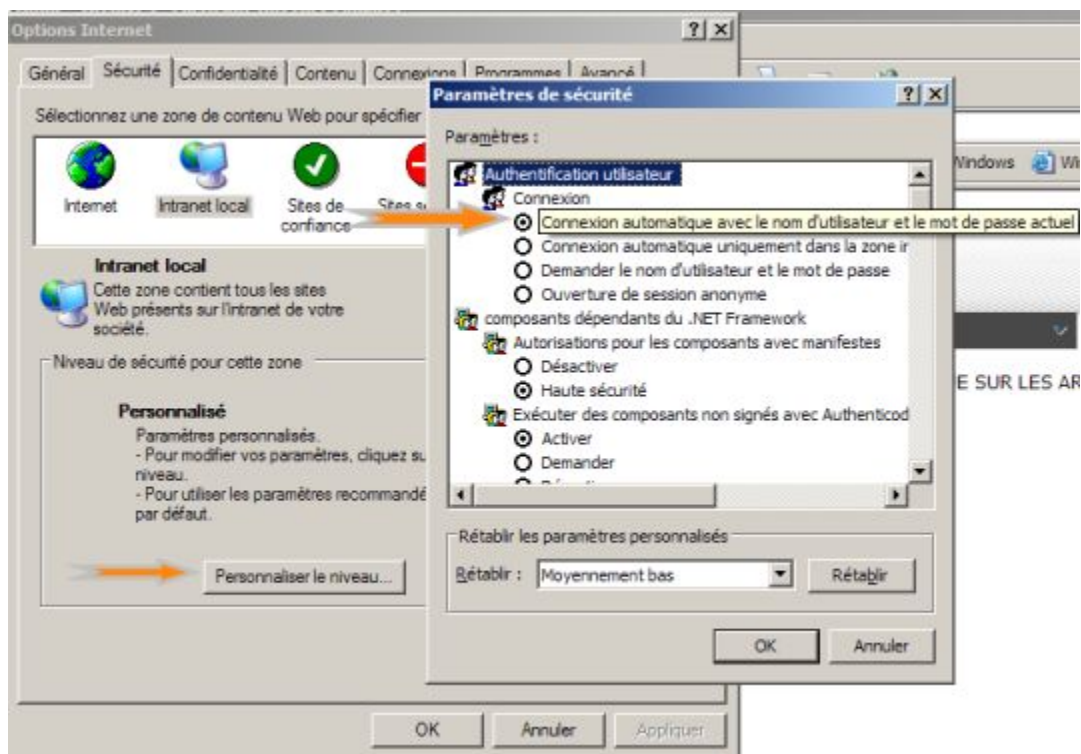 Options Internet
Général Sécurité Confidentialité Contenu Connexions Programmes Avancé
Sélectionnez une zone de contenu Web pour spécifier
Internet Intranet local Sites de confiance Sites
Intranet local
Cette zone contient tous les sites
Web présents sur l'intranet de votre
société.
Niveau de sécurité pour cette zone
Personnalisé
Paramètres personnalisés.
- Pour modifier vos paramètres, cliquez su
niveau.
- Pour utiliser les paramètres recommandé
par défaut.
Personnaliser le niveau...
OK Annuler Appliquer
Paramètres de sécurité
Paramètres :
Authentification utilisateur
Connexion
Connexion automatique avec le nom d'utilisateur et le mot de passe actuel
Connexion automatique uniquement dans la zone ir
Demander le nom d'utilisateur et le mot de passe
Ouverture de session anonyme
composants dépendants du .NET Framework
Autorisations pour les composants avec manifestes
Désactiver
Haute sécurité
Exécuter des composants non signés avec Authenticod
Activer
Demander
Rétablir les paramètres personnalisés
Rétablir : Moyennement bas Rétablir
OK Annuler
Windows Wi
E SUR LES AR